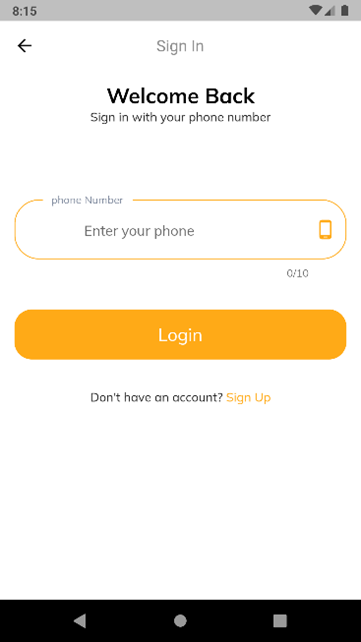 8:15
Sign In
Welcome Back
Sign in with your phone number
phone Number
Enter your phone
0/10
Login
Don't have an account? Sign Up